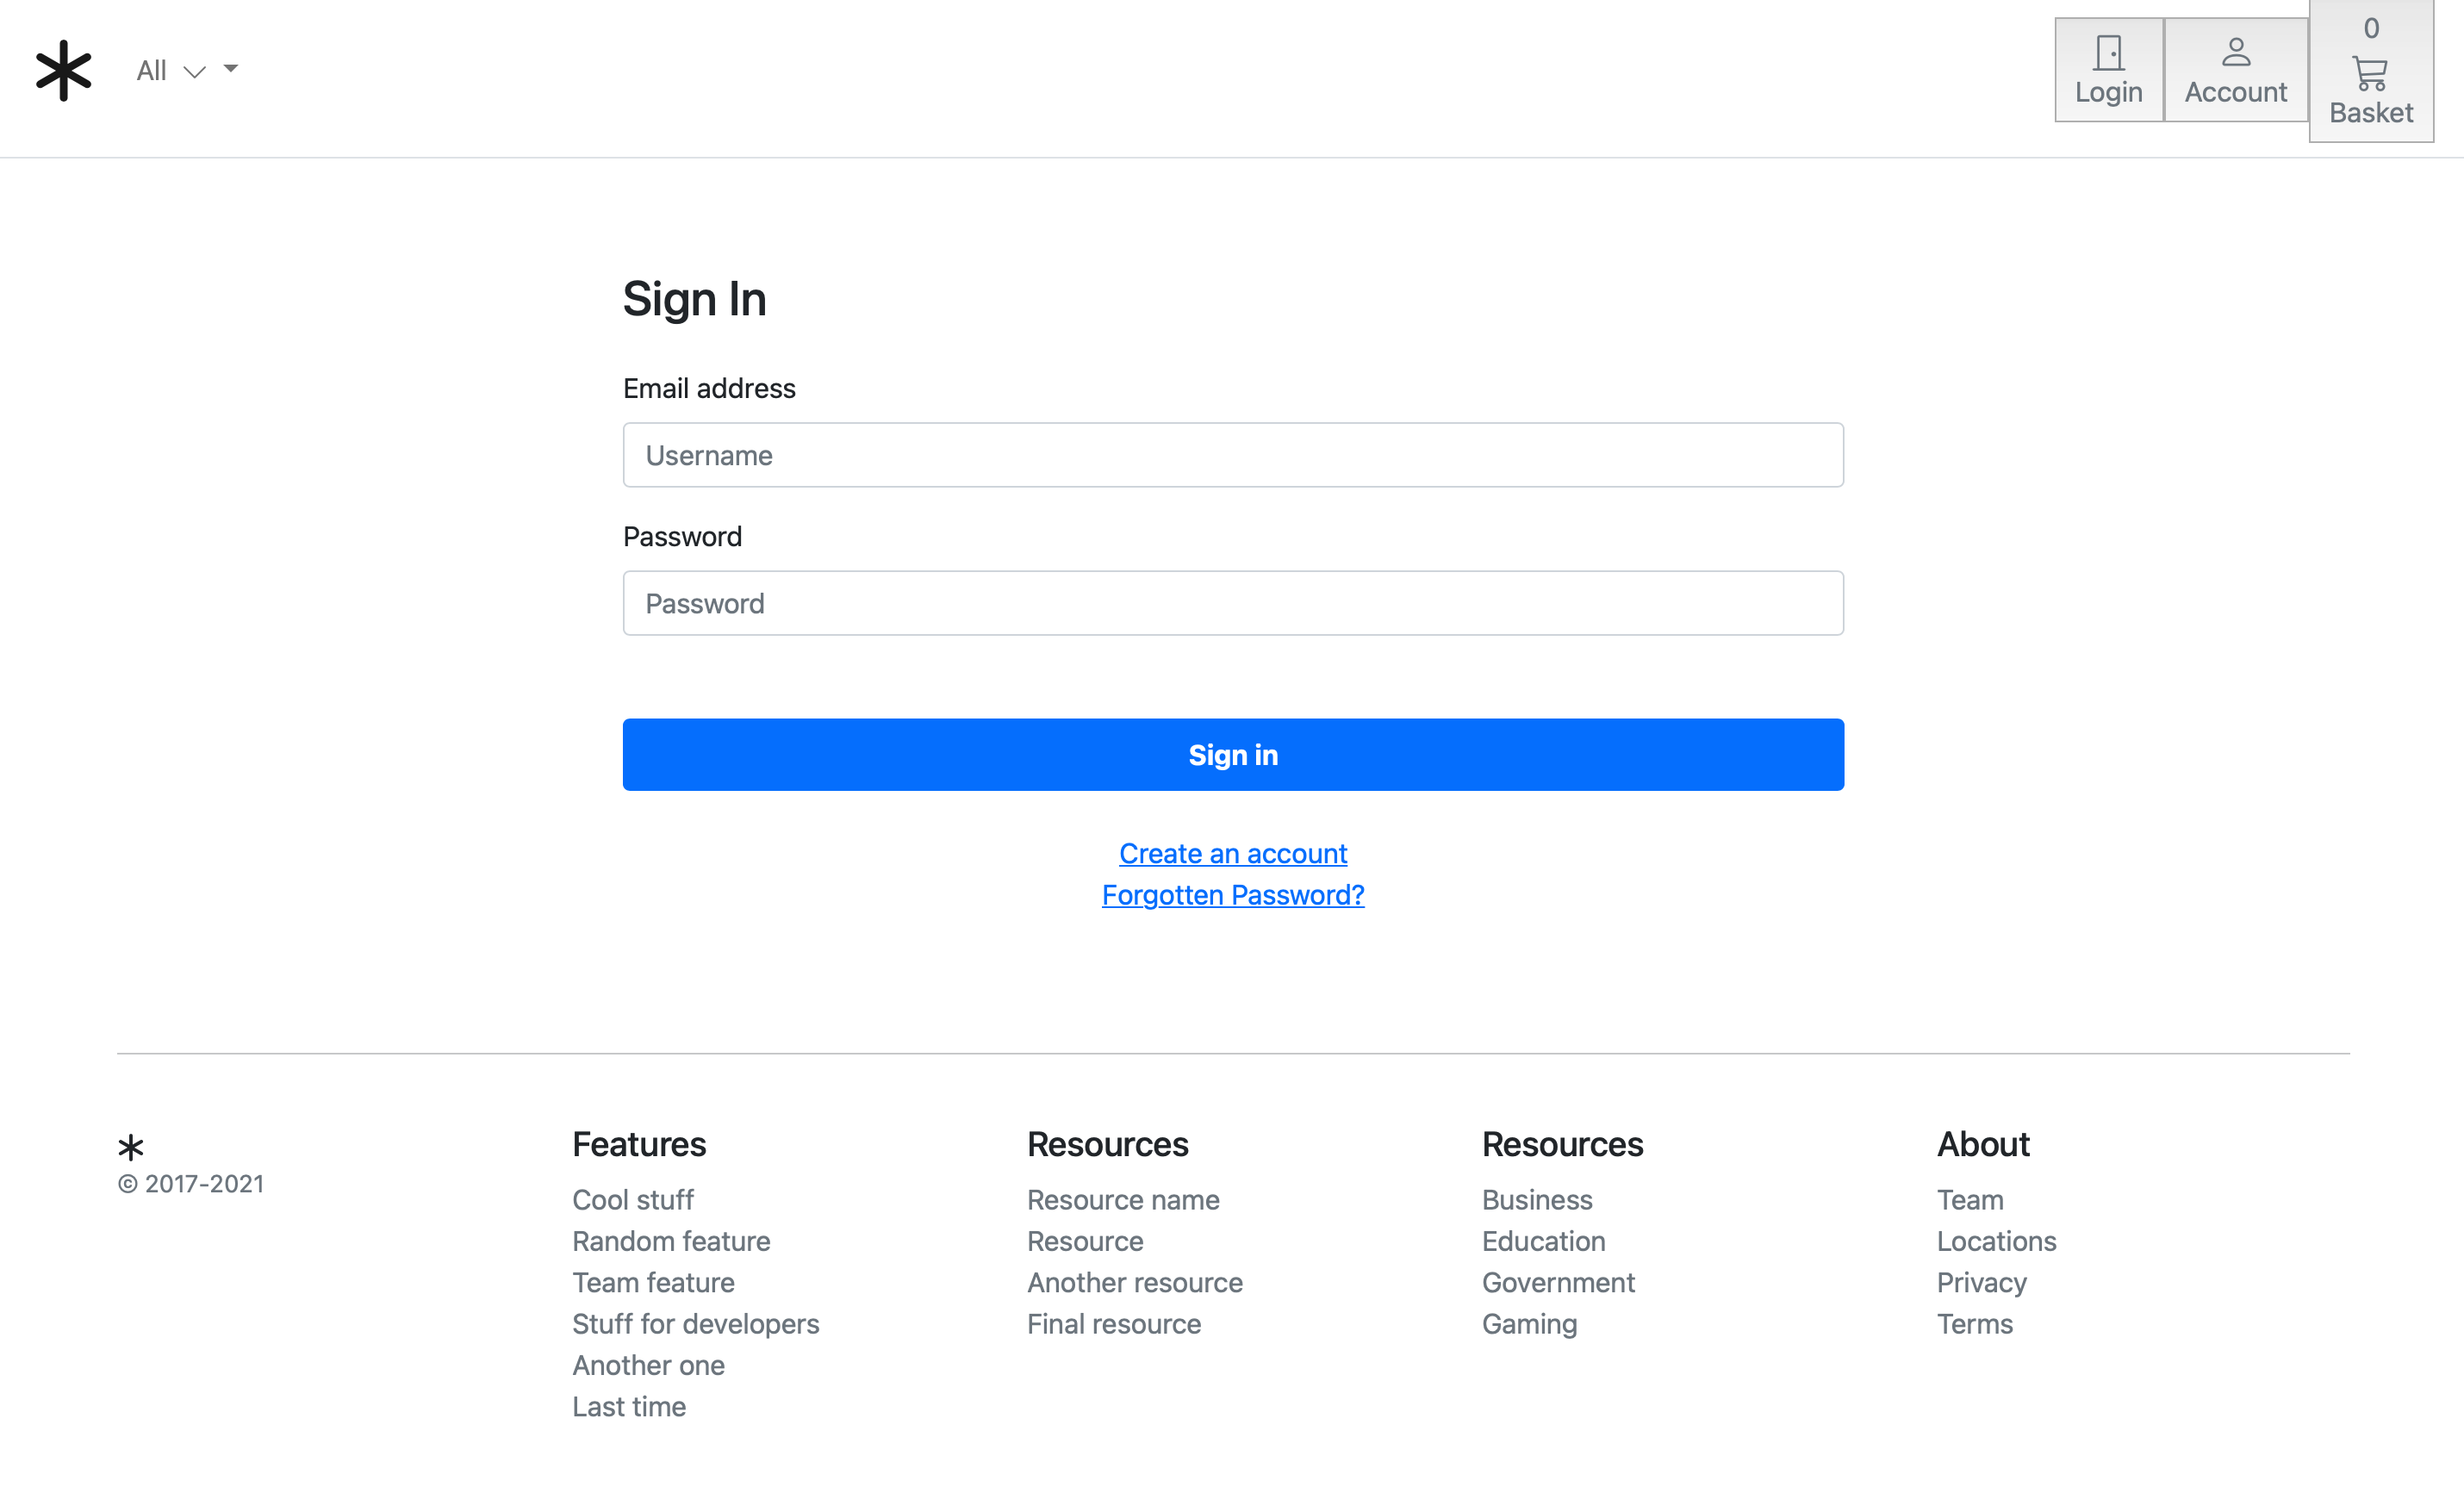 All
Login
Account
0
Basket
Sign In
Email address
Username
Password
Password
Sign in
Create an account
Forgotten Password?
© 2017-2021
Features
Cool stuff
Random feature
Team feature
Stuff for developers
Another one
Last time
Resources
Resource name
Resource
Another resource
Final resource
Resources
Business
Education
Government
Gaming
About
Team
Locations
Privacy
Terms